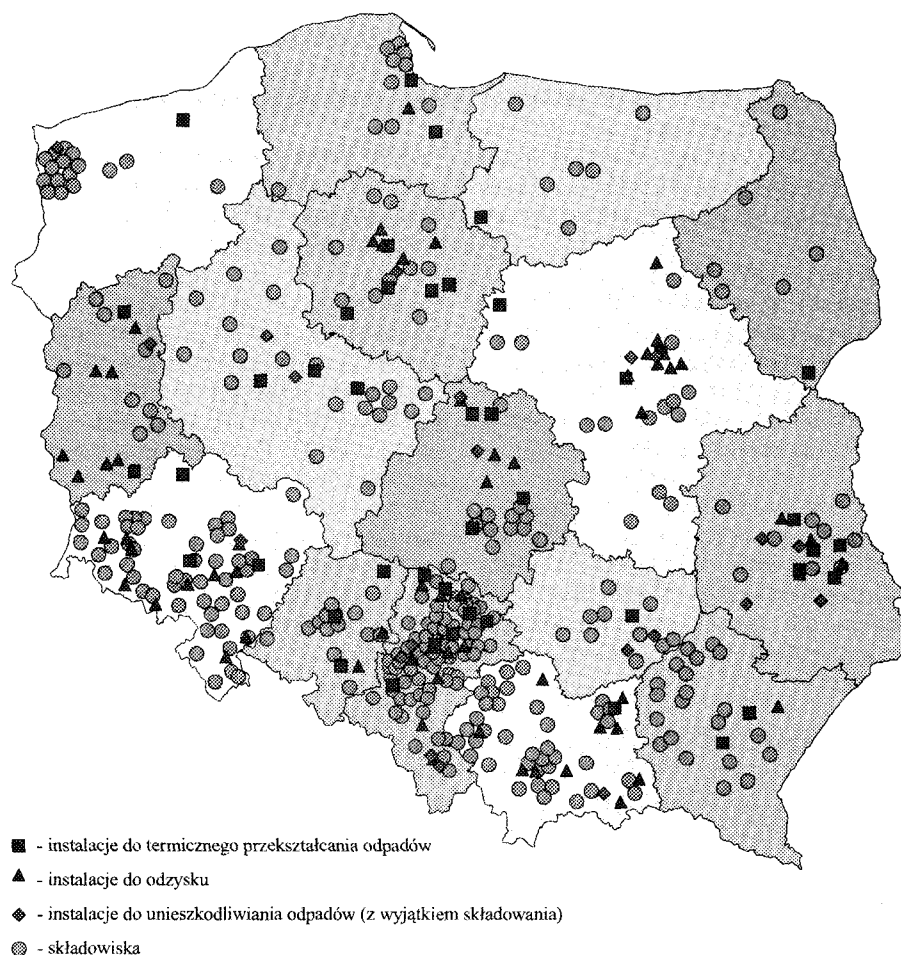 - instalacje do termicznego przekształcania odpadów
- instalacje do odzysku
- instalacje do unieszkodliwiania odpadów (z wyjątkiem składowania)
- składowiska